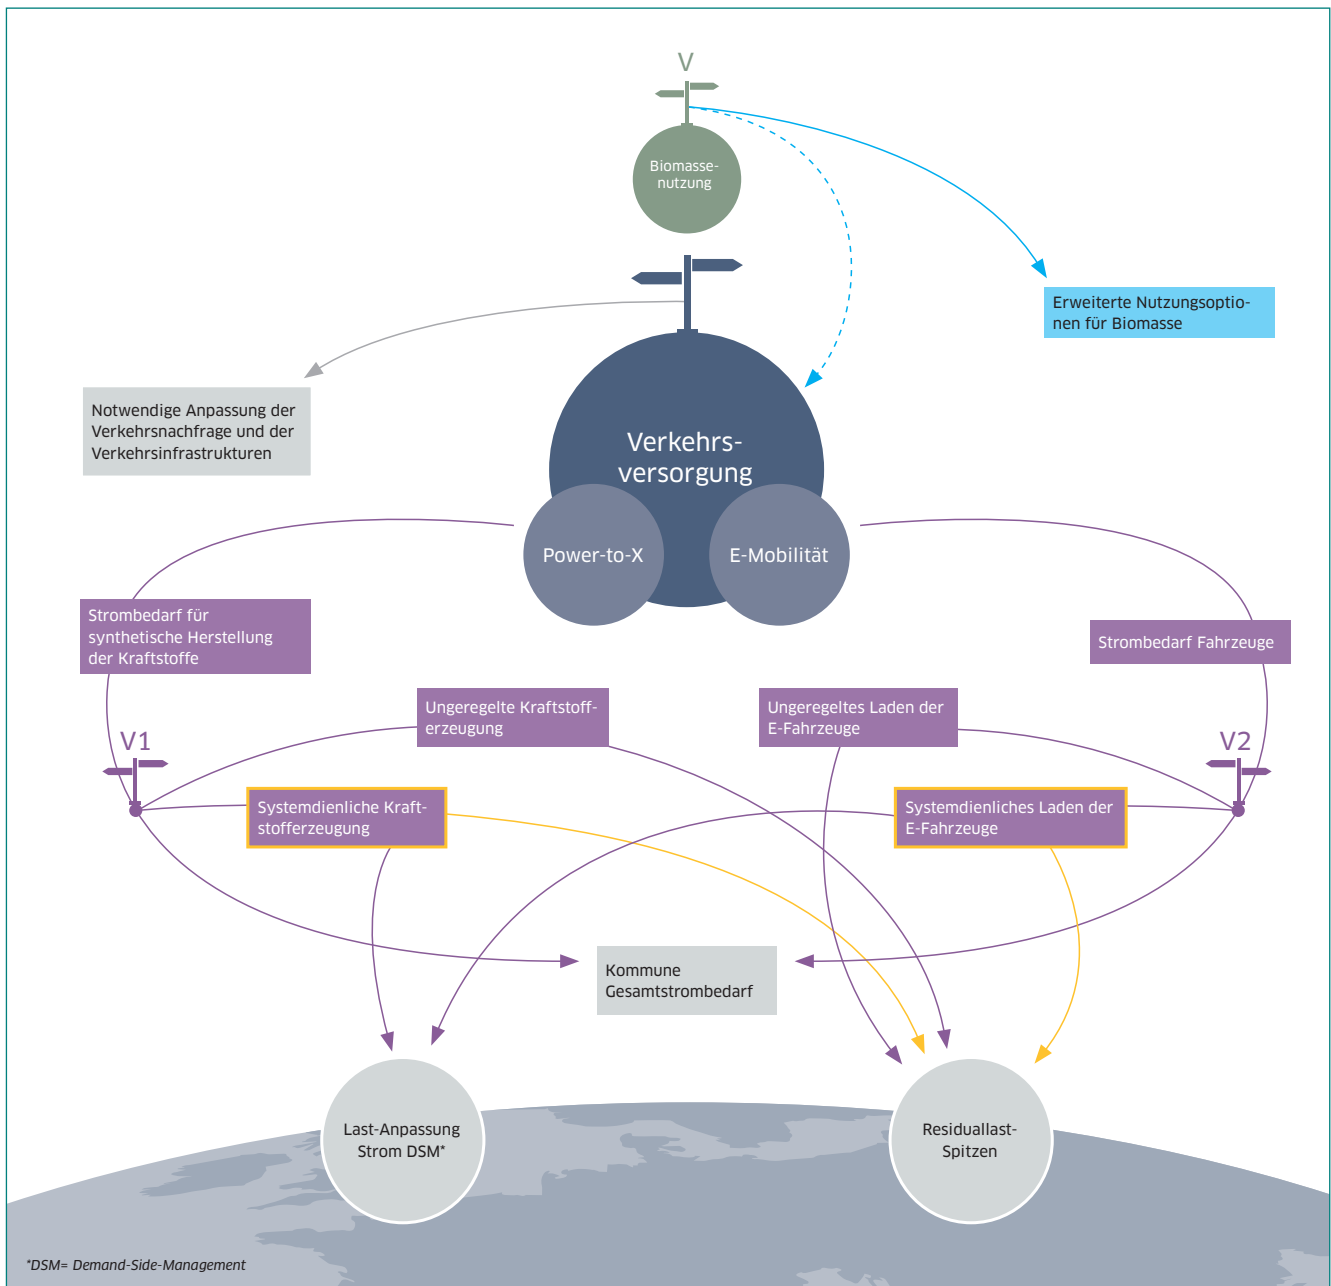 V
Biomasse-
nutzung
Erweiterte Nutzungsoptio-
nen für Biomasse
Notwendige Anpassung der
Verkehrsnachfrage und der
Verkehrsinfrastrukturen
Verkehrs-
versorgung
Power-to-X
E-Mobilität
Strombedarf für
synthetische Herstellung
der Kraftstoffe
Strombedarf Fahrzeuge
Ungeregelte Kraftstoff-
erzeugung
Ungeregeltes Laden der
E-Fahrzeuge
V1
V2
Systemdienliche Kraft-
stofferzeugung
Systemdienliches Laden der
E-Fahrzeuge
Kommune
Gesamtstrombedarf
Last-Anpassung
Strom DSM*
Residuallast-
Spitzen
*DSM= Demand-Side-Management